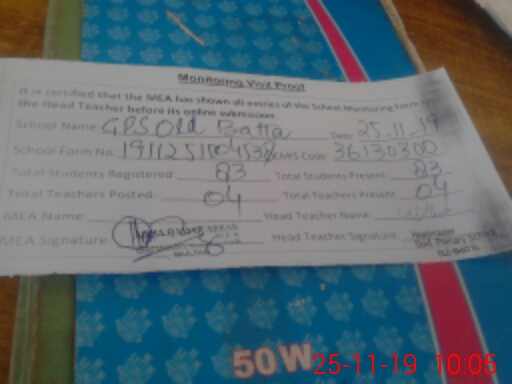 Monitoring Visit Proof
It is certified that the MEA has shown all entries of the School Monitoring Form
the Head Teacher before its online submission.
School Name: GPS Old Batta Date: 25.11.19
School Form No: EMIS Code: 36130300
Total Students Registered: 83 Total Students Present: 83
Total Teachers Posted: 04 Total Teachers Present: 04
MEA Name: Head Teacher Name:
MEA Signature: Head Teacher Signature
50W
25-11-19 10:05